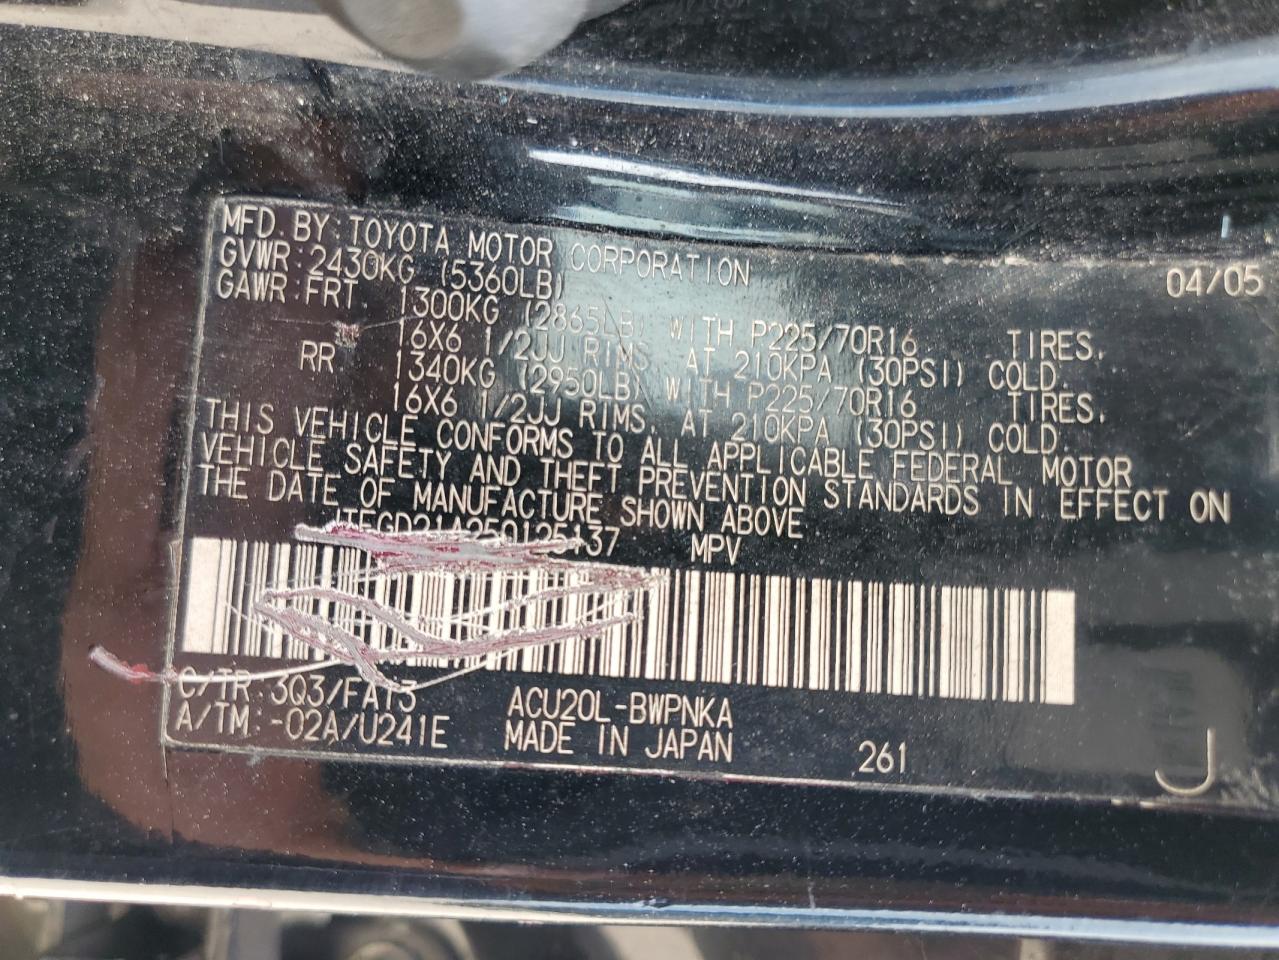 MFD. BY: TOYOTA MOTOR CORPORATION 04/05
GVWR: 2430KG (5360LB)
GAWR: FRT 1300KG (2865LB) WITH P225/70R16 TIRES,
16X6 1/2JJ RIMS, AT 210KPA (30PSI) COLD.
RR 1340KG (2950LB) WITH P225/70R16 TIRES,
16X6 1/2JJ RIMS, AT 210KPA (30PSI) COLD.
THIS VEHICLE CONFORMS TO ALL APPLICABLE FEDERAL MOTOR
VEHICLE SAFETY AND THEFT PREVENTION STANDARDS IN EFFECT ON
THE DATE OF MANUFACTURE SHOWN ABOVE
MPV
C/TR: 3Q3/FA13
A/TM: -02A/U241E
ACU20L-BWPNKA
MADE IN JAPAN
261
J